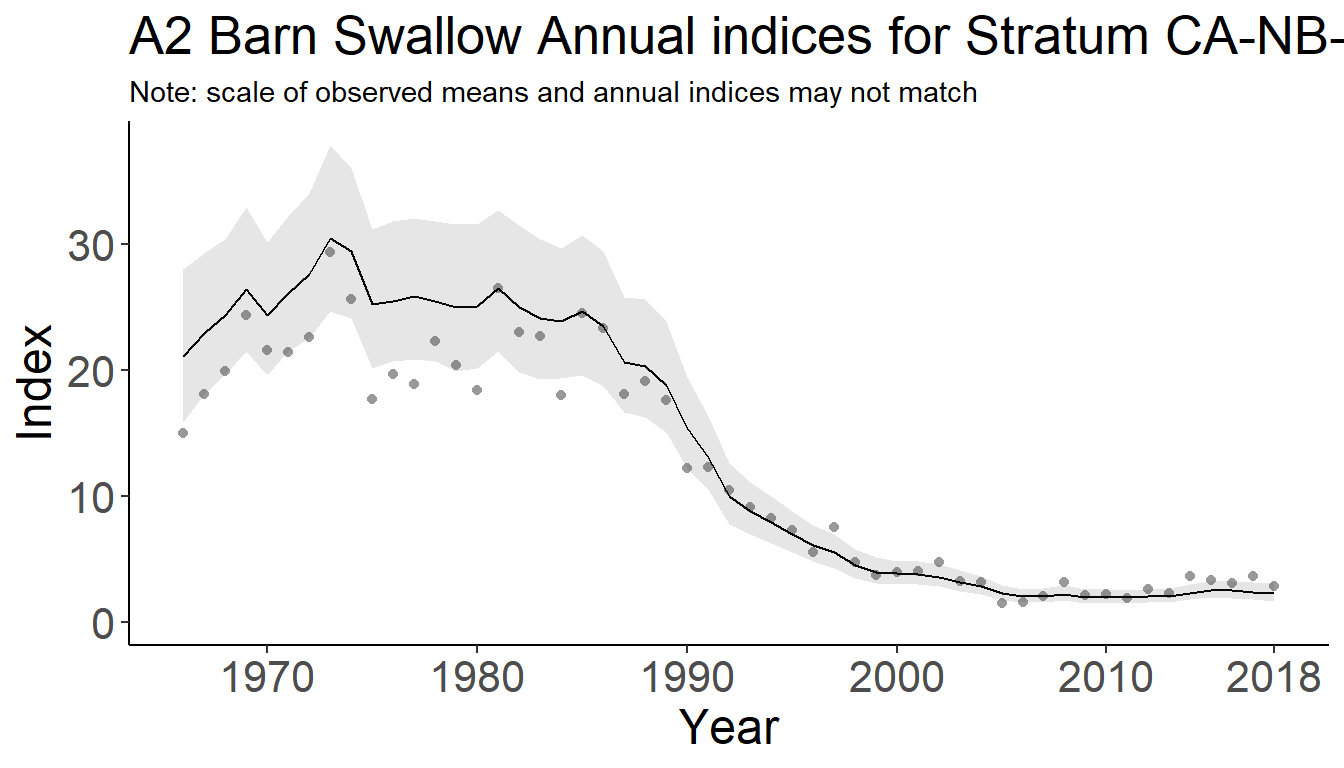 A2 Barn Swallow Annual indices for Stratum CA-NB-
Note: scale of observed means and annual indices may not match
Index
30
20
10
0
1970 1980 1990 2000 2010 2018
Year